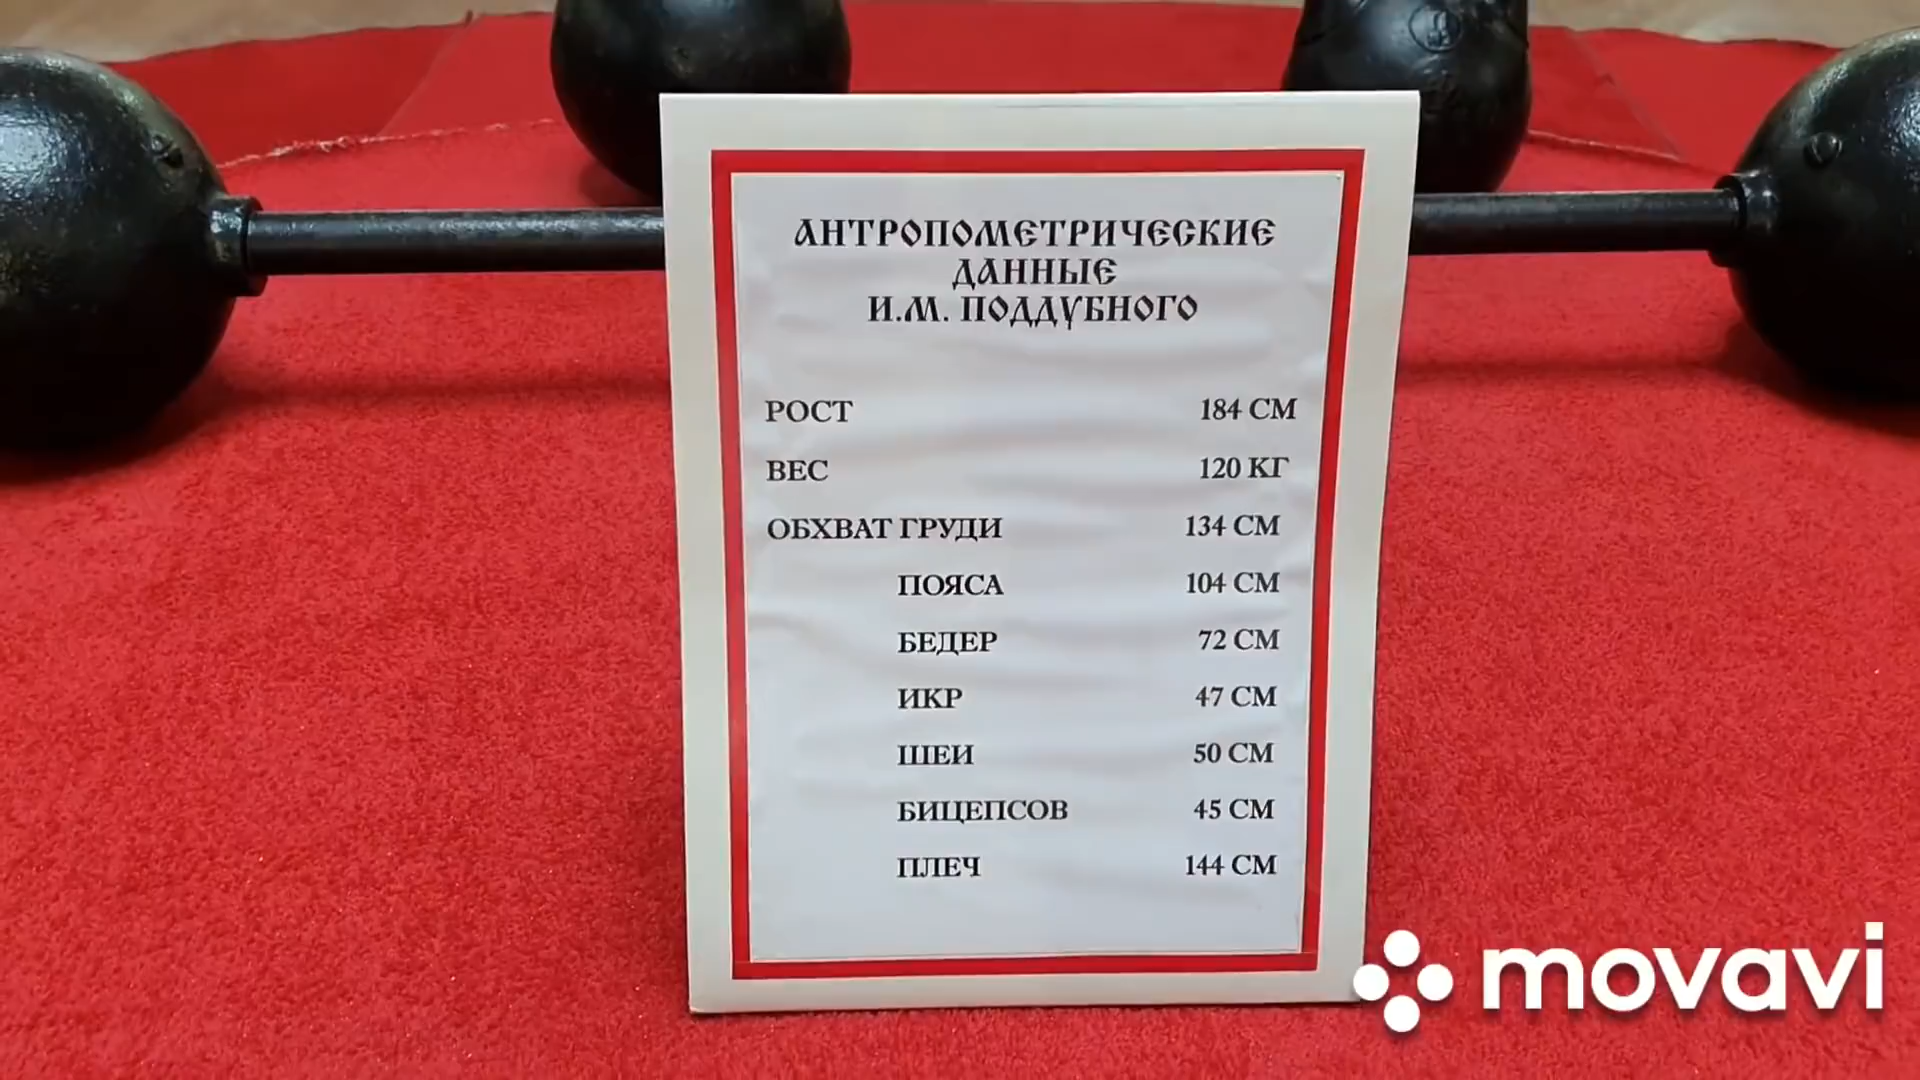 АНТРОПОМЕТРИЧЕСКИЕ
ДАННЫЕ
И.М. ПОДДУБНОГО
РОСТ 184 СМ
ВЕС 120 КГ
ОБХВАТ ГРУДИ 134 СМ
ПОЯСА 104 СМ
БЕДЕР 72 СМ
ИКР 47 СМ
ШЕИ 50 СМ
БИЦЕПСОВ 45 СМ
ПЛЕЧ 144 СМ
movavi